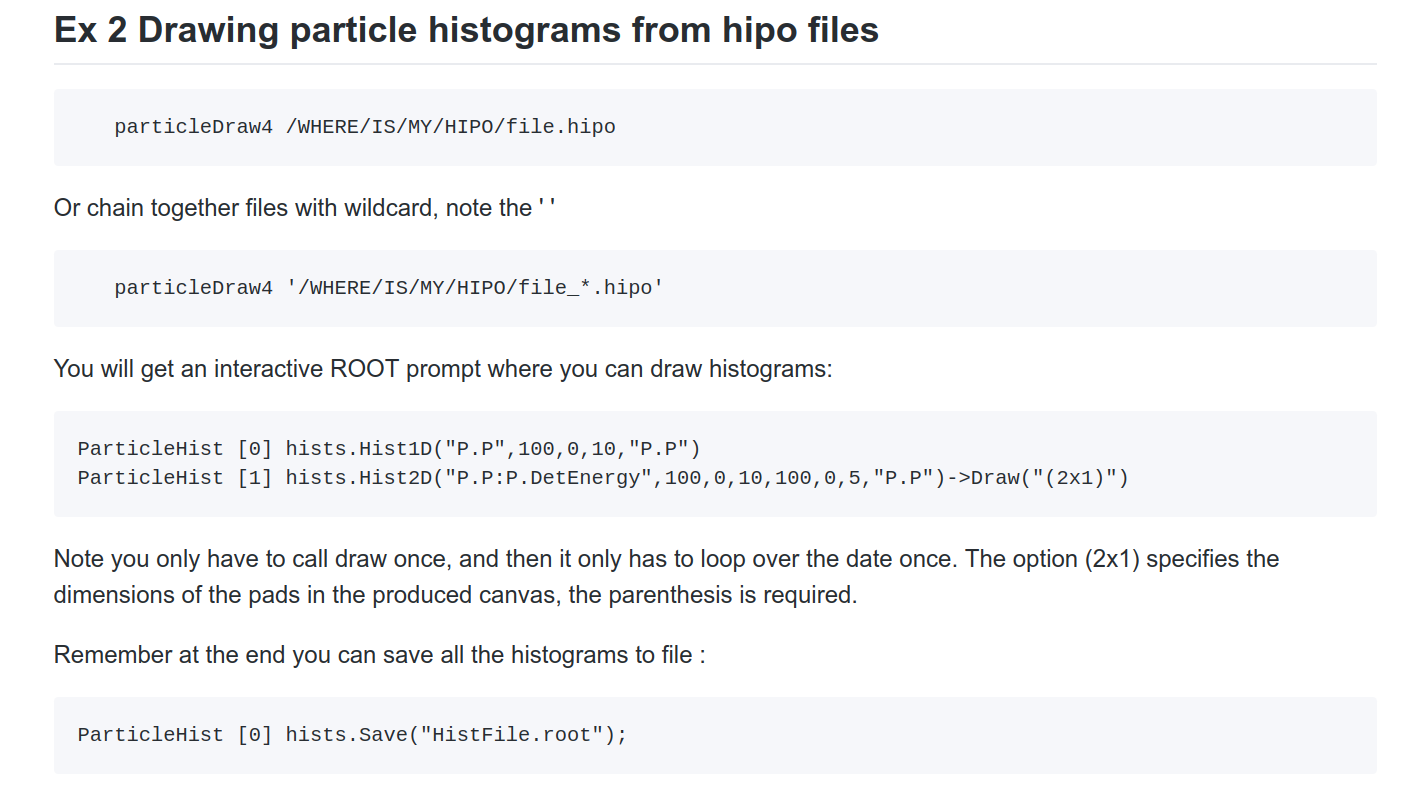 Ex 2 Drawing particle histograms from hipo files
particleDraw4 /WHERE/IS/MY/HIPO/file.hipo
Or chain together files with wildcard, note the ' '
particleDraw4 '/WHERE/IS/MY/HIPO/file_*.hipo'
You will get an interactive ROOT prompt where you can draw histograms:
ParticleHist [0] hists.Hist1D("P.P",100,0,10,"P.P")
ParticleHist [1] hists.Hist2D("P.P:P.DetEnergy",100,0,10,100,0,5,"P.P")->Draw("(2x1)")
Note you only have to call draw once, and then it only has to loop over the date once. The option (2x1) specifies the
dimensions of the pads in the produced canvas, the parenthesis is required.
Remember at the end you can save all the histograms to file :
ParticleHist [0] hists.Save("HistFile.root");